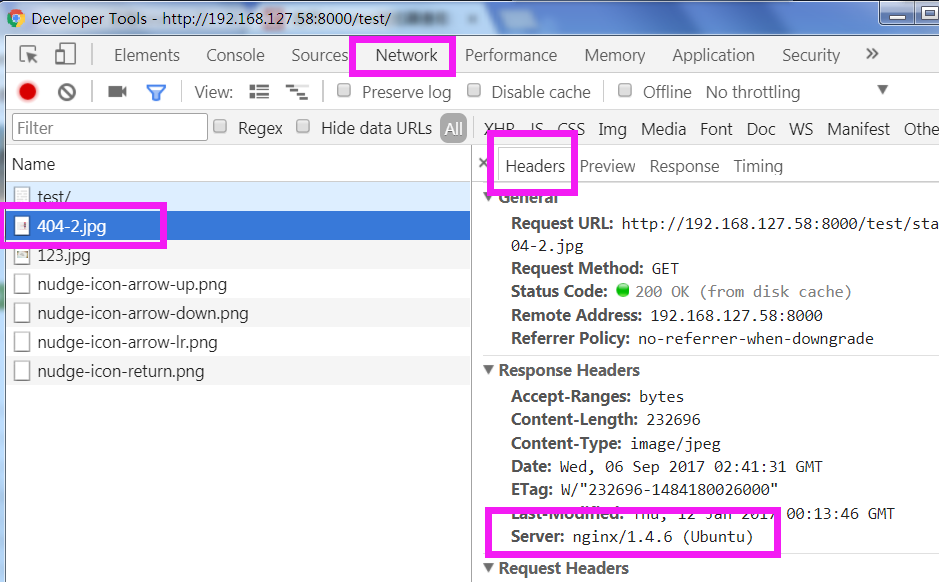 Developer Tools - http://192.168.127.58:8000/test/
Elements Console Sources Network Performance Memory Application Security »
View: Preserve log Disable cache Offline No throttling
Filter Regex Hide data URLs All XHR JS CSS Img Media Font Doc WS Manifest Othe
Name
× Headers Preview Response Timing
test/
404-2.jpg
123.jpg
nudge-icon-arrow-up.png
nudge-icon-arrow-down.png
nudge-icon-arrow-lr.png
nudge-icon-return.png
General
Request URL: http://192.168.127.58:8000/test/sta
04-2.jpg
Request Method: GET
Status Code: 200 OK (from disk cache)
Remote Address: 192.168.127.58:8000
Referrer Policy: no-referrer-when-downgrade
Response Headers
Accept-Ranges: bytes
Content-Length: 232696
Content-Type: image/jpeg
Date: Wed, 06 Sep 2017 02:41:31 GMT
ETag: W/"232696-1484180026000"
Last-Modified: Thu, 12 Jan 2017 00:13:46 GMT
Server: nginx/1.4.6 (Ubuntu)
Request Headers